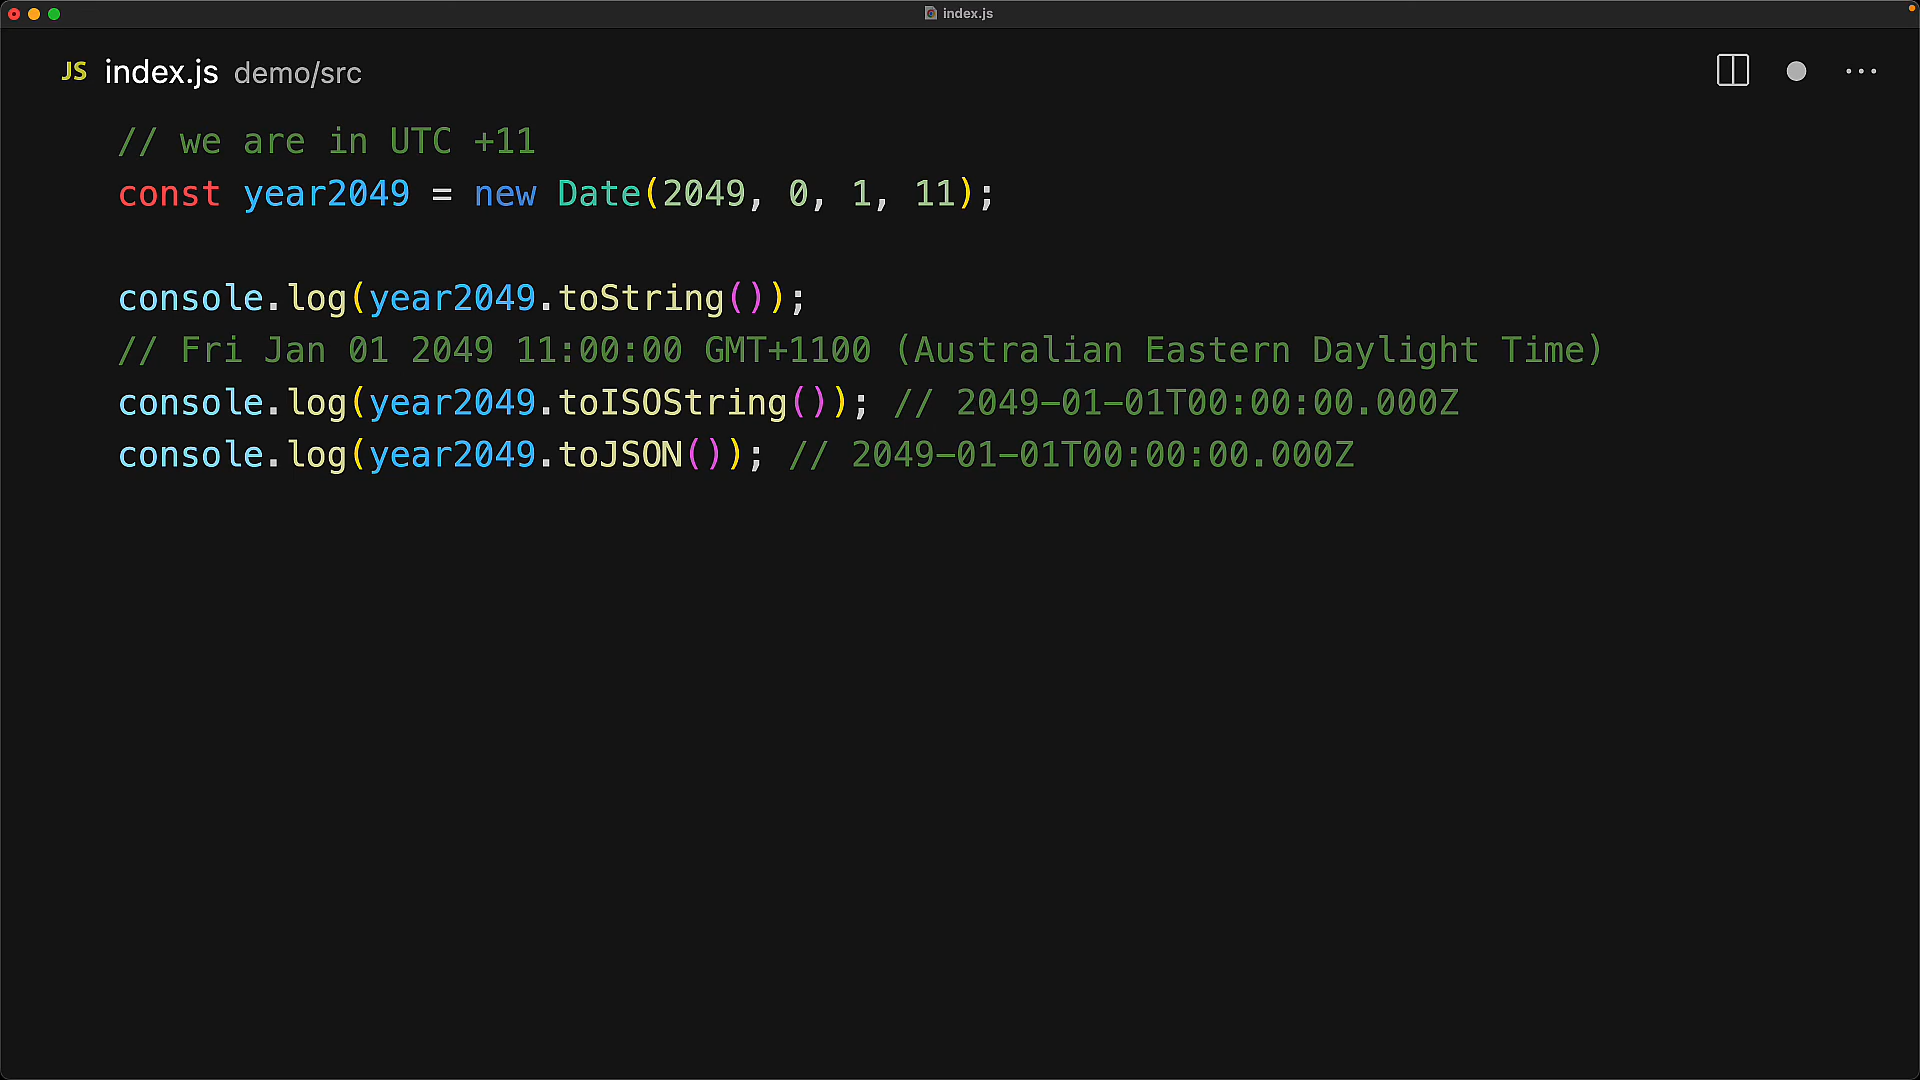 index.js
JS index.js demo/src
// we are in UTC +11
const year2049 = new Date(2049, 0, 1, 11);
console.log(year2049.toString());
// Fri Jan 01 2049 11:00:00 GMT+1100 (Australian Eastern Daylight Time)
console.log(year2049.toISOString()); // 2049-01-01T00:00:00.000Z
console.log(year2049.toJSON()); // 2049-01-01T00:00:00.000Z